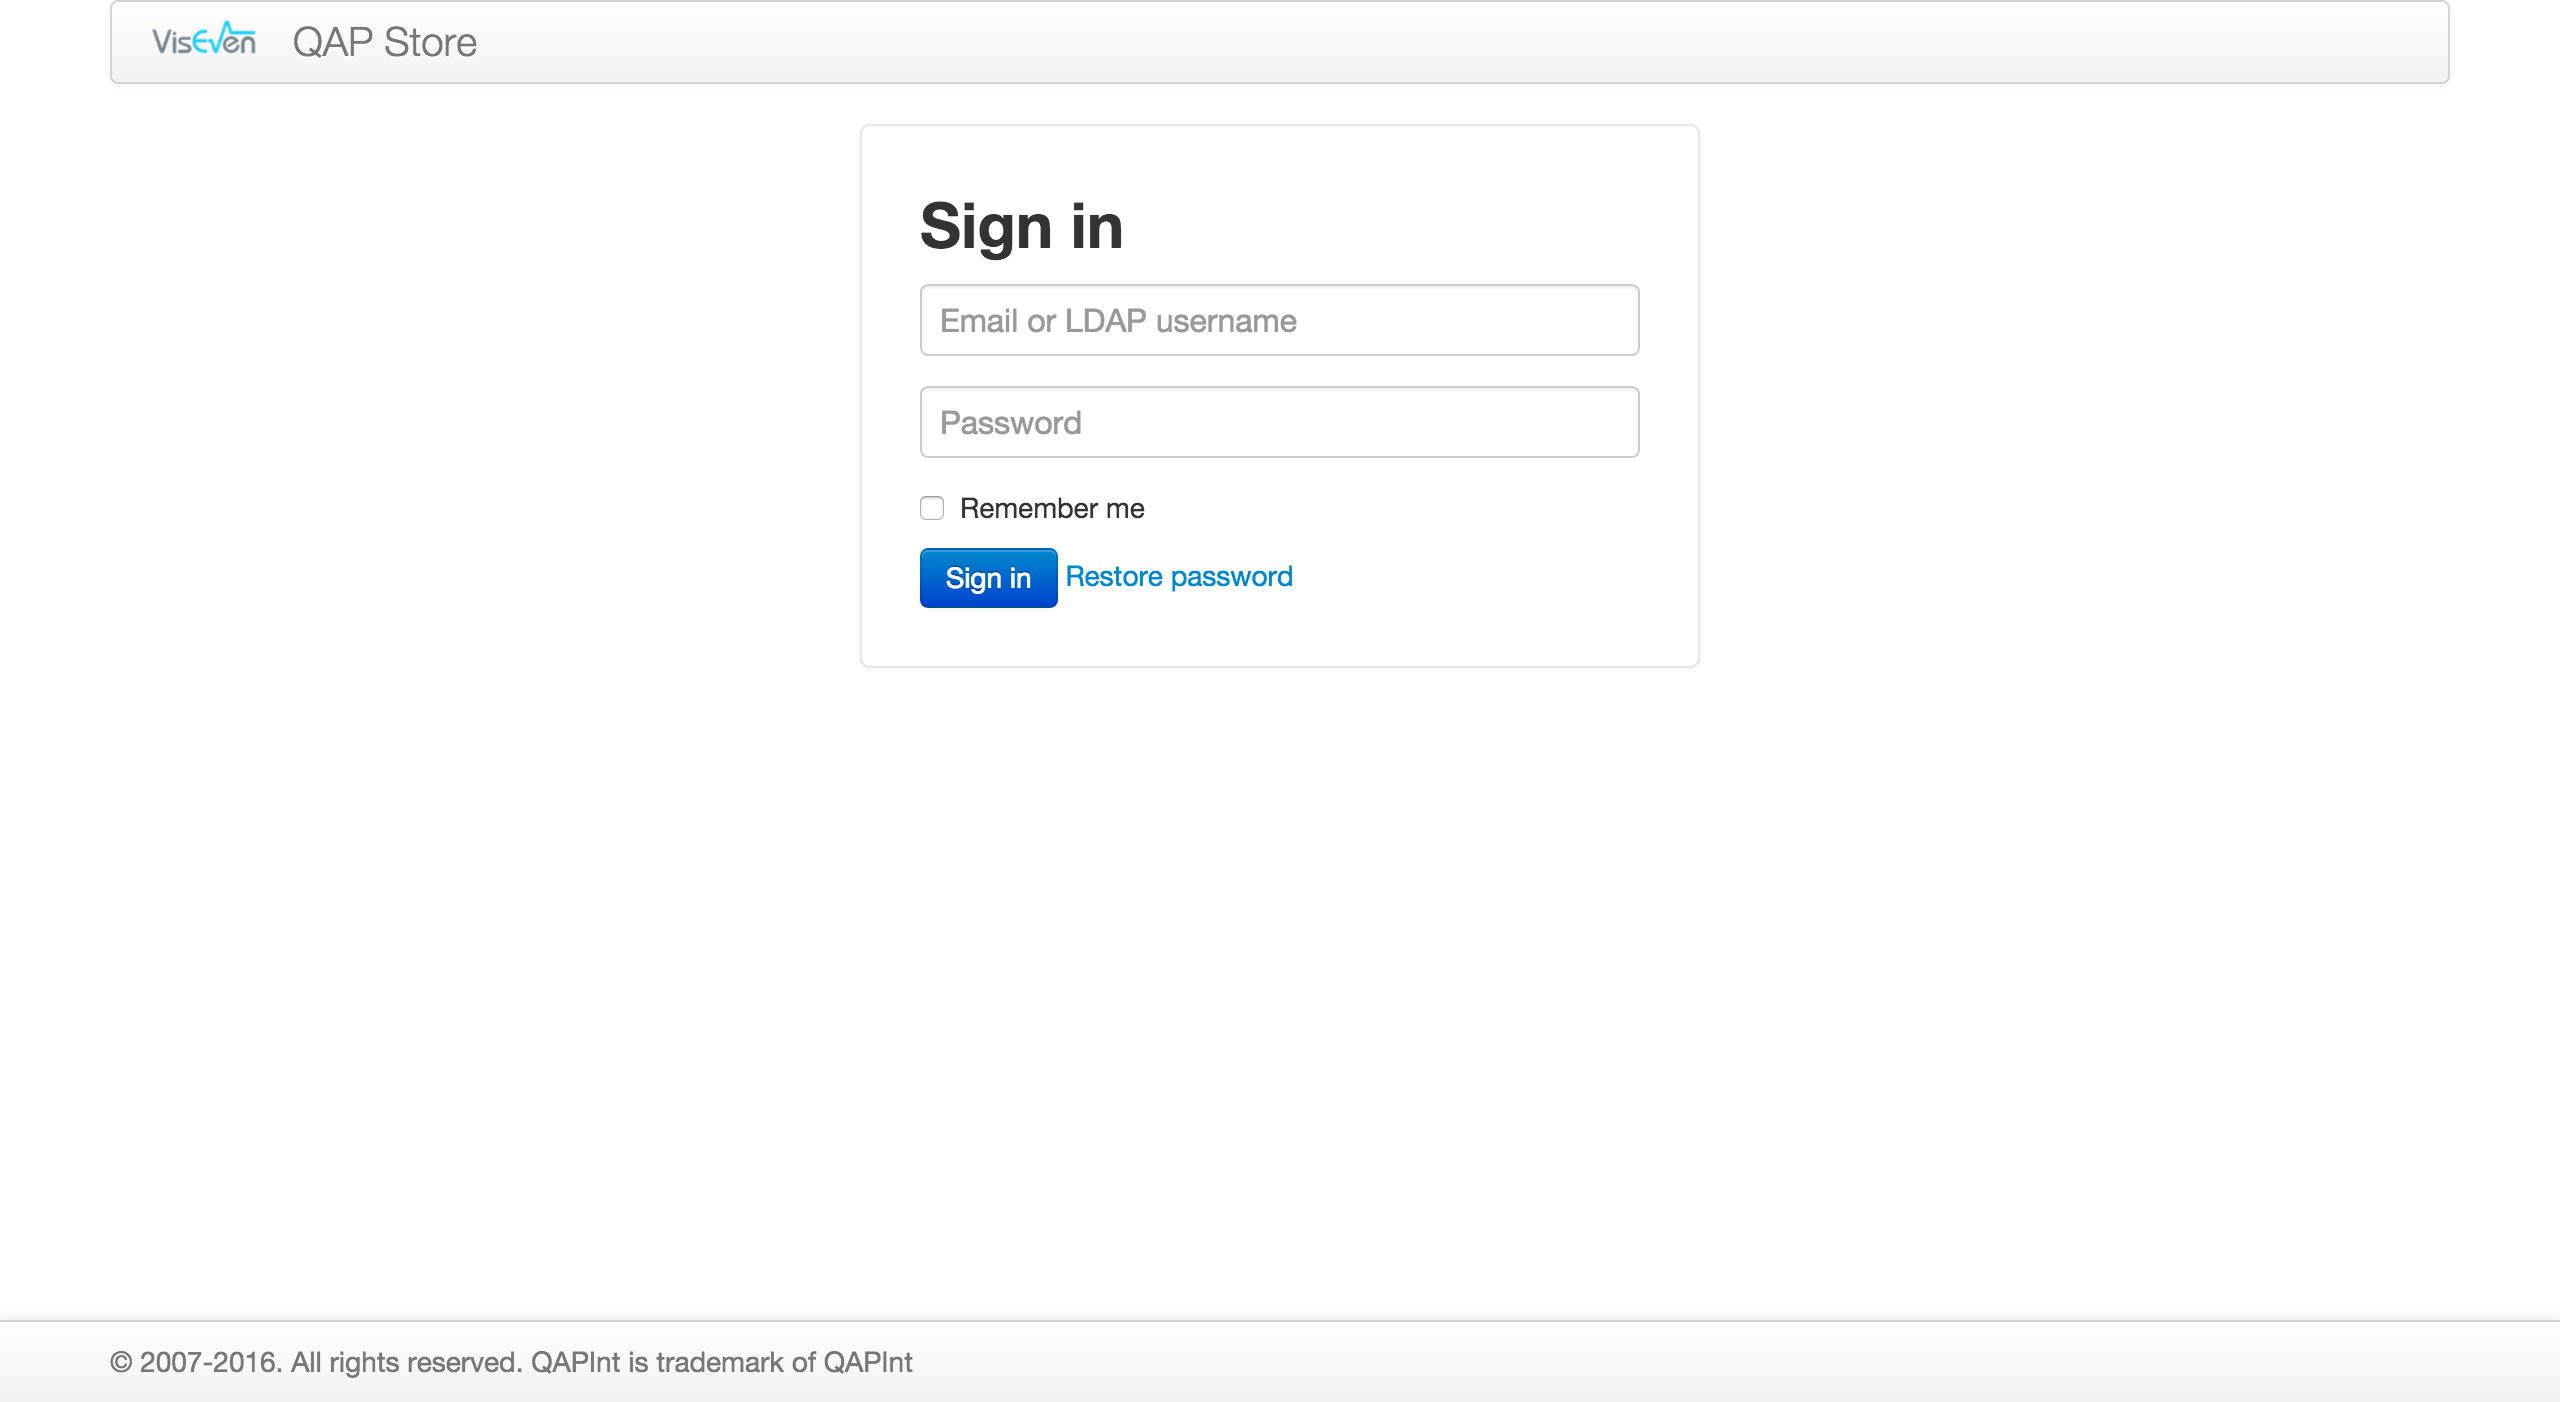 VisEven QAP Store
Sign in
Email or LDAP username
Password
Remember me
Sign in Restore password
© 2007-2016. All rights reserved. QAPInt is trademark of QAPInt